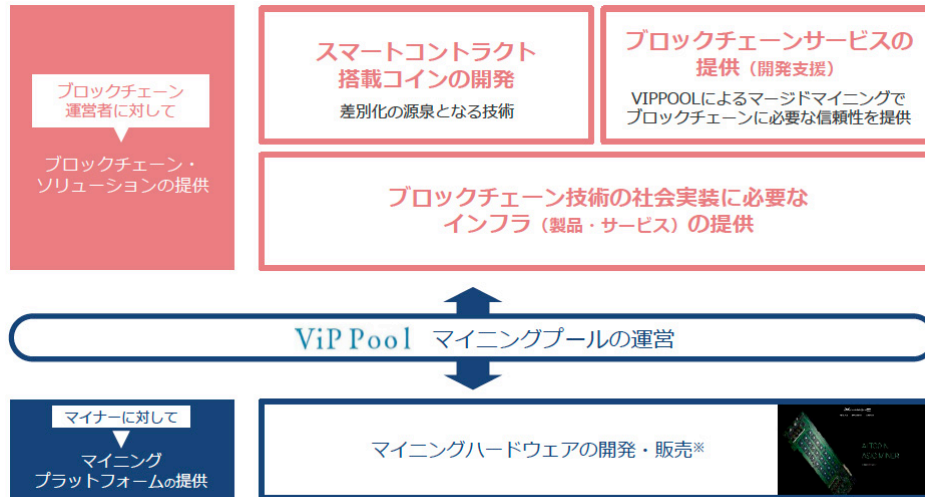 ブロックチェーン
運営者に対して
ブロックチェーン・
ソリューションの提供
スマートコントラクト
搭載コインの開発
差別化の源泉となる技術
ブロックチェーンサービスの
提供（開発支援）
VIPPOOLによるマージドマイニングで
ブロックチェーンに必要な信頼性を提供
ブロックチェーン技術の社会実装に必要な
インフラ（製品・サービス）の提供
ViP Pool マイニングプールの運営
マイナーに対して
マイニング
プラットフォームの提供
マイニングハードウェアの開発・販売※